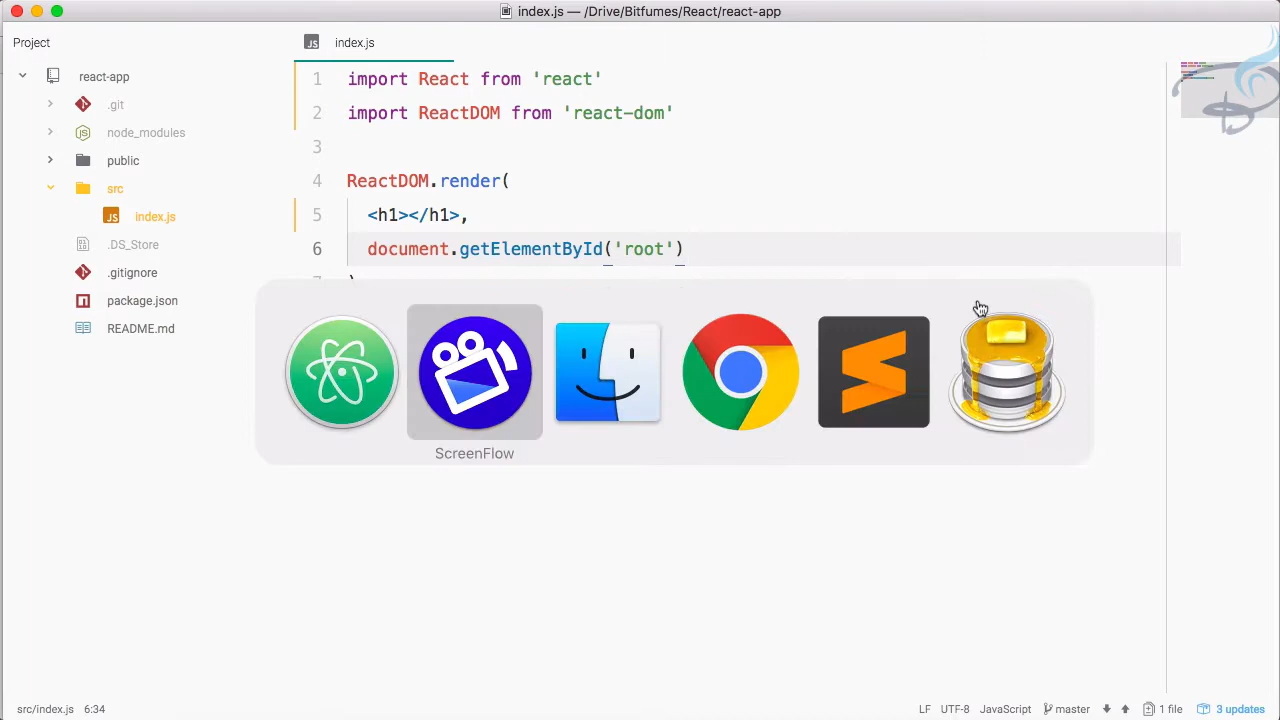 index.js — /Drive/Bitfumes/React/react-app
Project
JS index.js
react-app
.git
node_modules
public
src
JS index.js
.DS_Store
.gitignore
package.json
README.md
1 import React from 'react'
2 import ReactDOM from 'react-dom'
3
4 ReactDOM.render(
5 <h1></h1>,
6 document.getElementById('root')
ScreenFlow
src/index.js 6:34
LF UTF-8 JavaScript master 1 file 3 updates